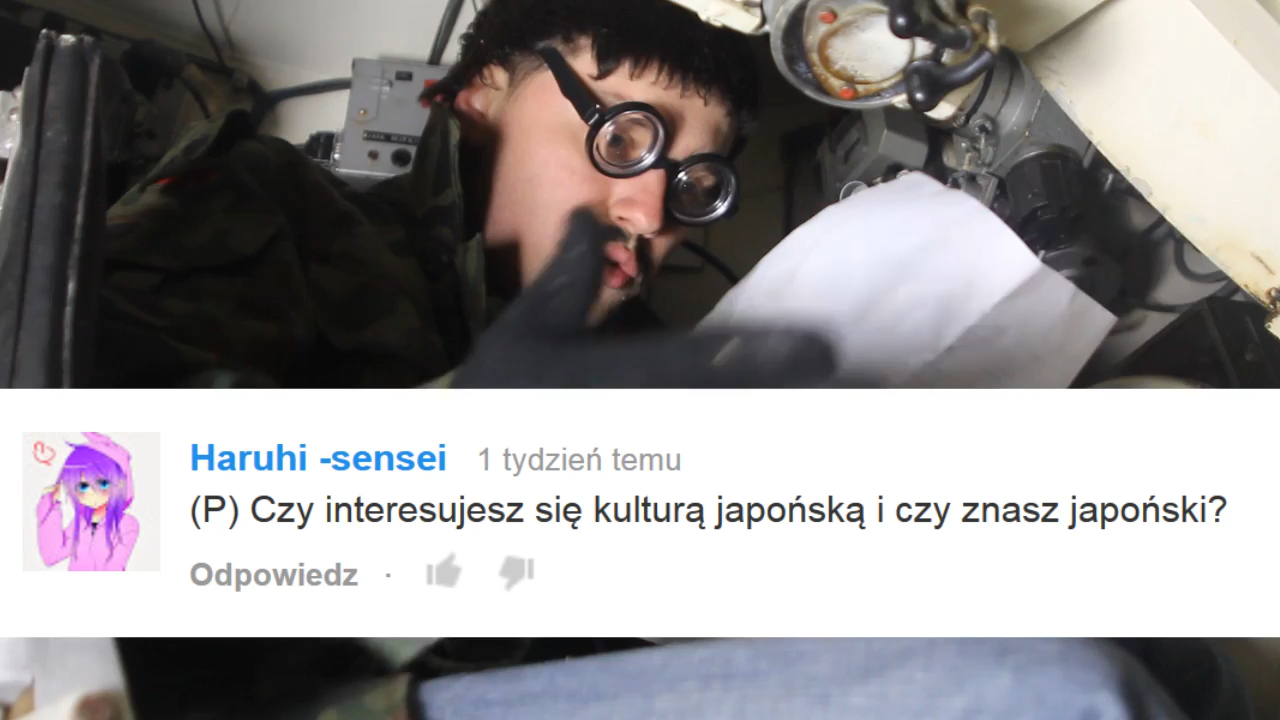 Haruhi -sensei 1 tydzień temu
(P) Czy interesujesz się kulturą japońską i czy znasz japoński?
Odpowiedz ·